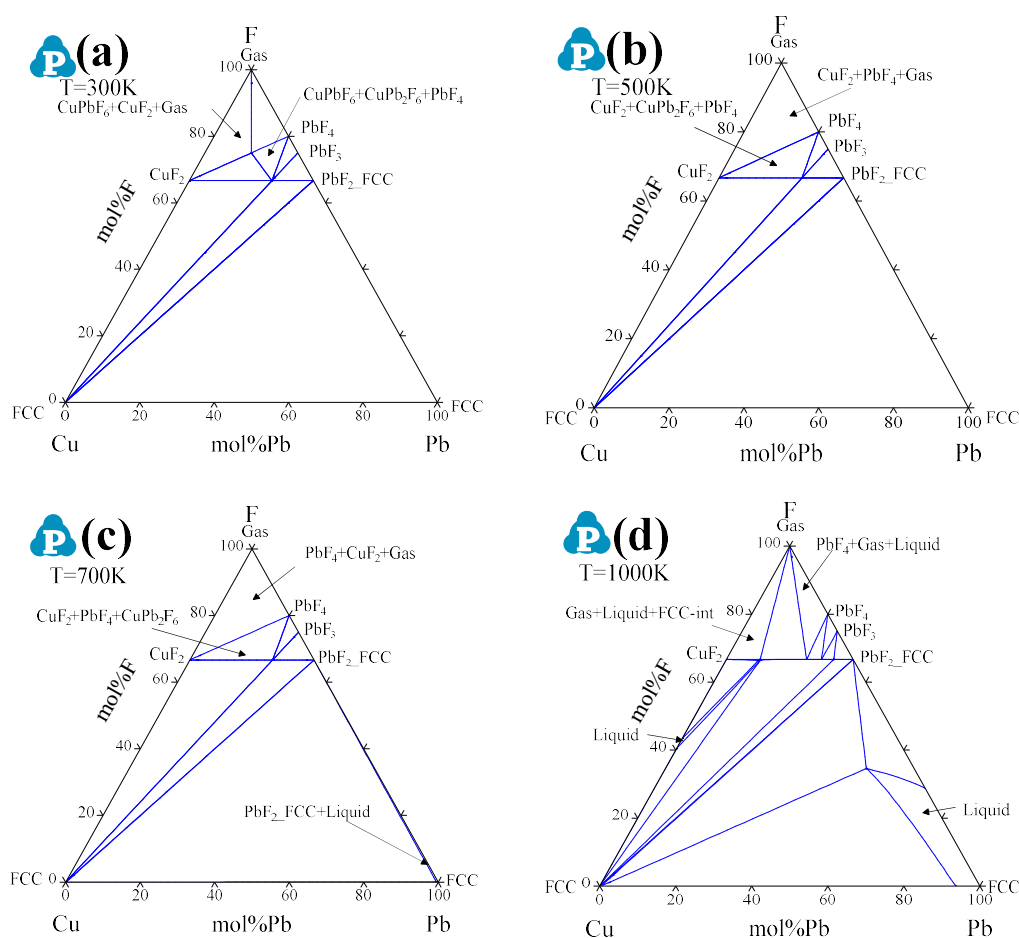 P (a)
T=300K
F
Gas
100
CuPbF₆+CuF₂+Gas
CuPbF₆+CuPb₂F₆+PbF₄
80
PbF₄
PbF₃
CuF₂
PbF₂_FCC
60
mol%F
40
20
0
FCC
0 20 40 60 80 100
FCC
Cu mol%Pb Pb
P (b)
T=500K
F
Gas
100
CuF₂+PbF₄+Gas
CuF₂+CuPb₂F₆+PbF₄
80
PbF₄
PbF₃
CuF₂
PbF₂_FCC
60
mol%F
40
20
0
FCC
0 20 40 60 80 100
FCC
Cu mol%Pb Pb
P (c)
T=700K
F
Gas
100
PbF₄+CuF₂+Gas
CuF₂+PbF₄+CuPb₂F₆
80
PbF₄
PbF₃
CuF₂
PbF₂_FCC
60
mol%F
40
PbF₂_FCC+Liquid
20
FCC 0
FCC
0 20 40 60 80 100
Cu mol%Pb Pb
P (d)
T=1000K
F
Gas
100
PbF₄+Gas+Liquid
Gas+Liquid+FCC-int
80
PbF₄
PbF₃
CuF₂
PbF₂_FCC
60
mol%F
Liquid
40
Liquid
20
FCC 0
FCC
0 20 40 60 80 100
Cu mol%Pb Pb